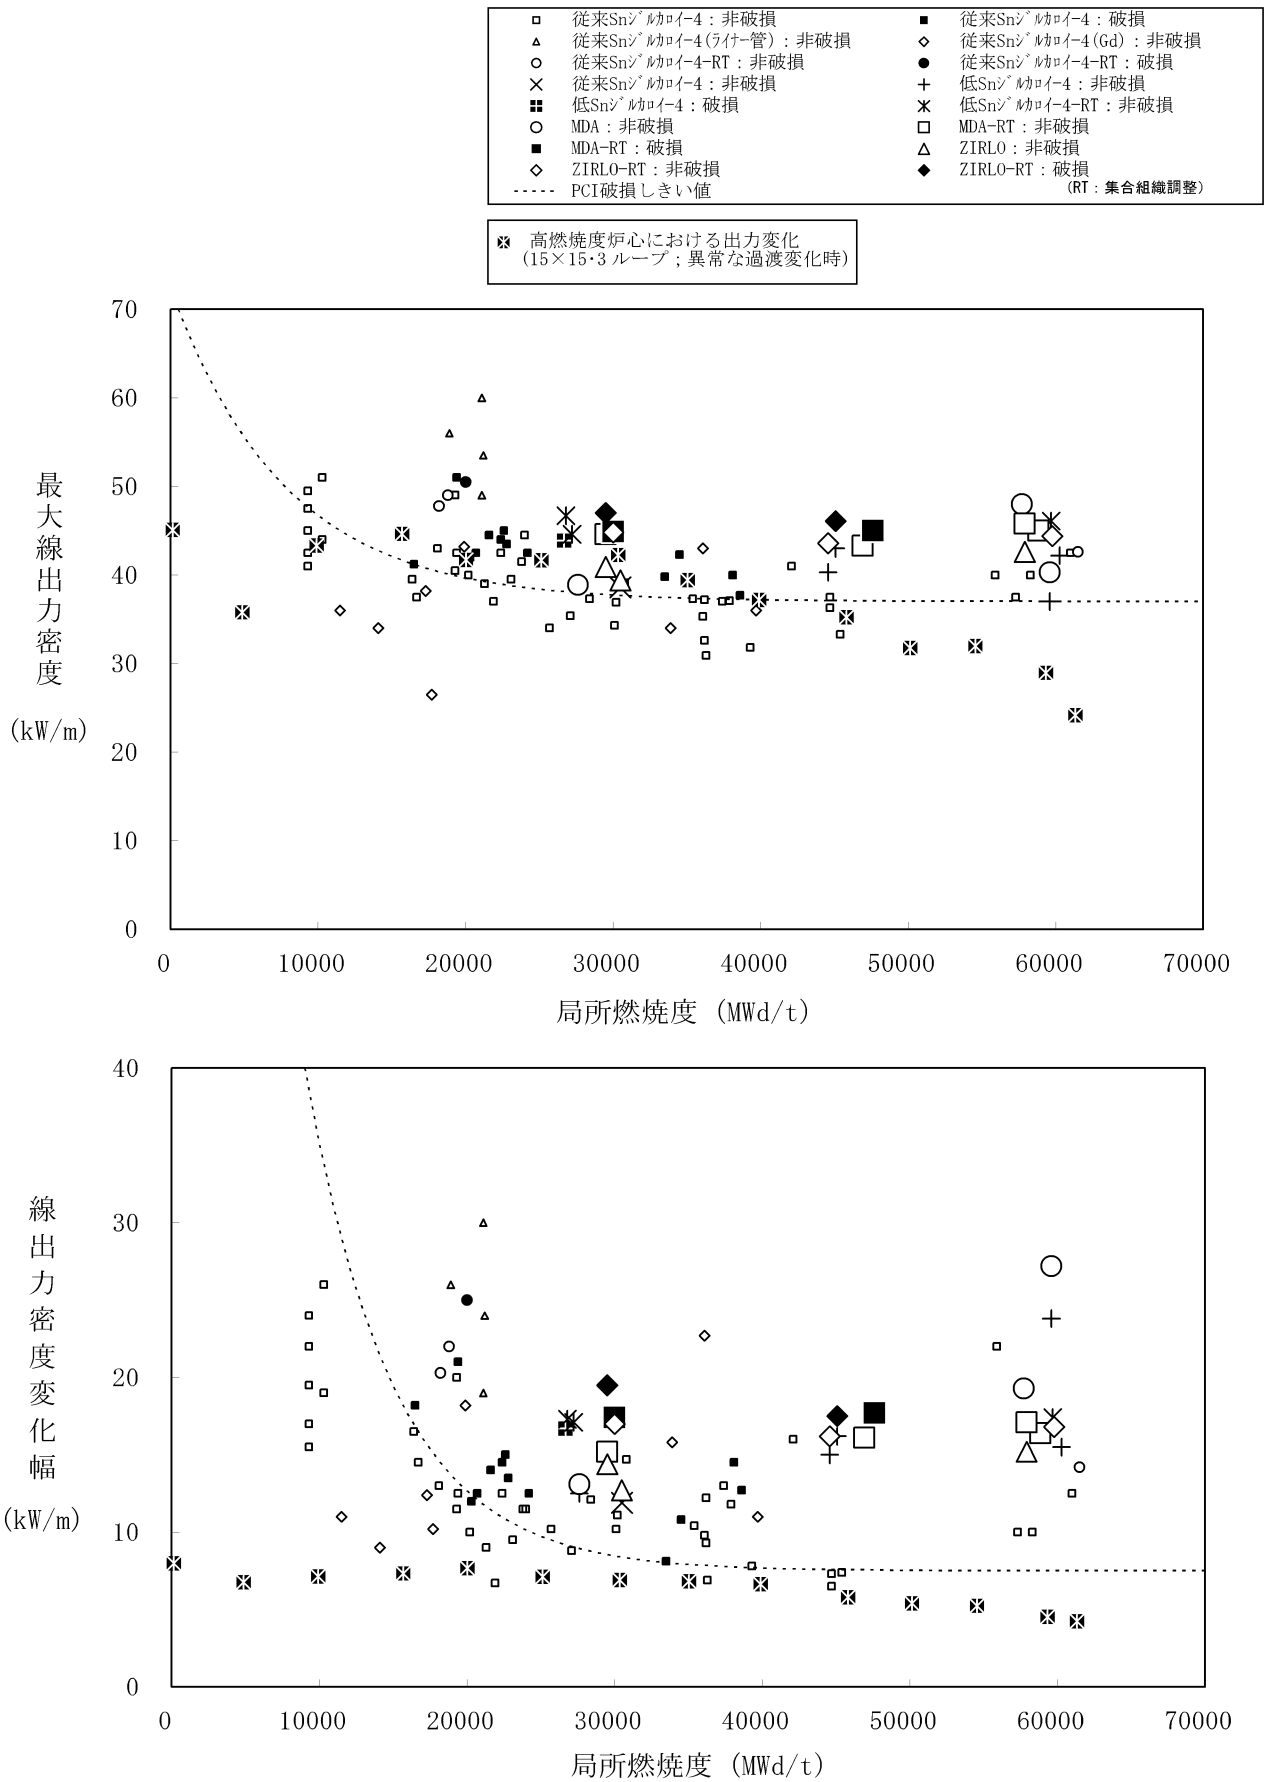 従来Snｼﾞﾙｶﾛｲ-4：非破損
従来Snｼﾞﾙｶﾛｲ-4：破損
従来Snｼﾞﾙｶﾛｲ-4(ﾗｲﾅｰ管)：非破損
従来Snｼﾞﾙｶﾛｲ-4(Gd)：非破損
従来Snｼﾞﾙｶﾛｲ-4-RT：非破損
従来Snｼﾞﾙｶﾛｲ-4-RT：破損
従来Snｼﾞﾙｶﾛｲ-4：非破損
低Snｼﾞﾙｶﾛｲ-4：非破損
低Snｼﾞﾙｶﾛｲ-4：破損
低Snｼﾞﾙｶﾛｲ-4-RT：非破損
MDA：非破損
MDA-RT：非破損
MDA-RT：破損
ZIRLO：非破損
ZIRLO-RT：非破損
ZIRLO-RT：破損
PCI破損しきい値
(RT：集合組織調整)
高燃焼度炉心における出力変化
(15×15･3 ループ；異常な過渡変化時)
70
60
50
40
30
20
10
0
最大線出力密度
(kW/m)
0 10000 20000 30000 40000 50000 60000 70000
局所燃焼度 (MWd/t)
40
30
20
10
0
線出力密度変化幅
(kW/m)
0 10000 20000 30000 40000 50000 60000 70000
局所燃焼度 (MWd/t)